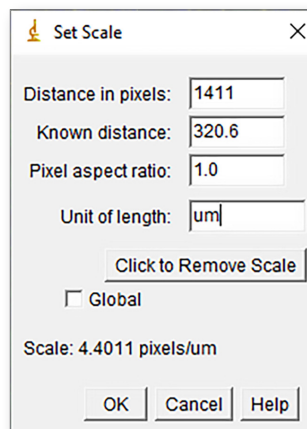 Set Scale
Distance in pixels: 1411
Known distance: 320.6
Pixel aspect ratio: 1.0
Unit of length: um
Click to Remove Scale
Global
Scale: 4.4011 pixels/um
OK Cancel Help